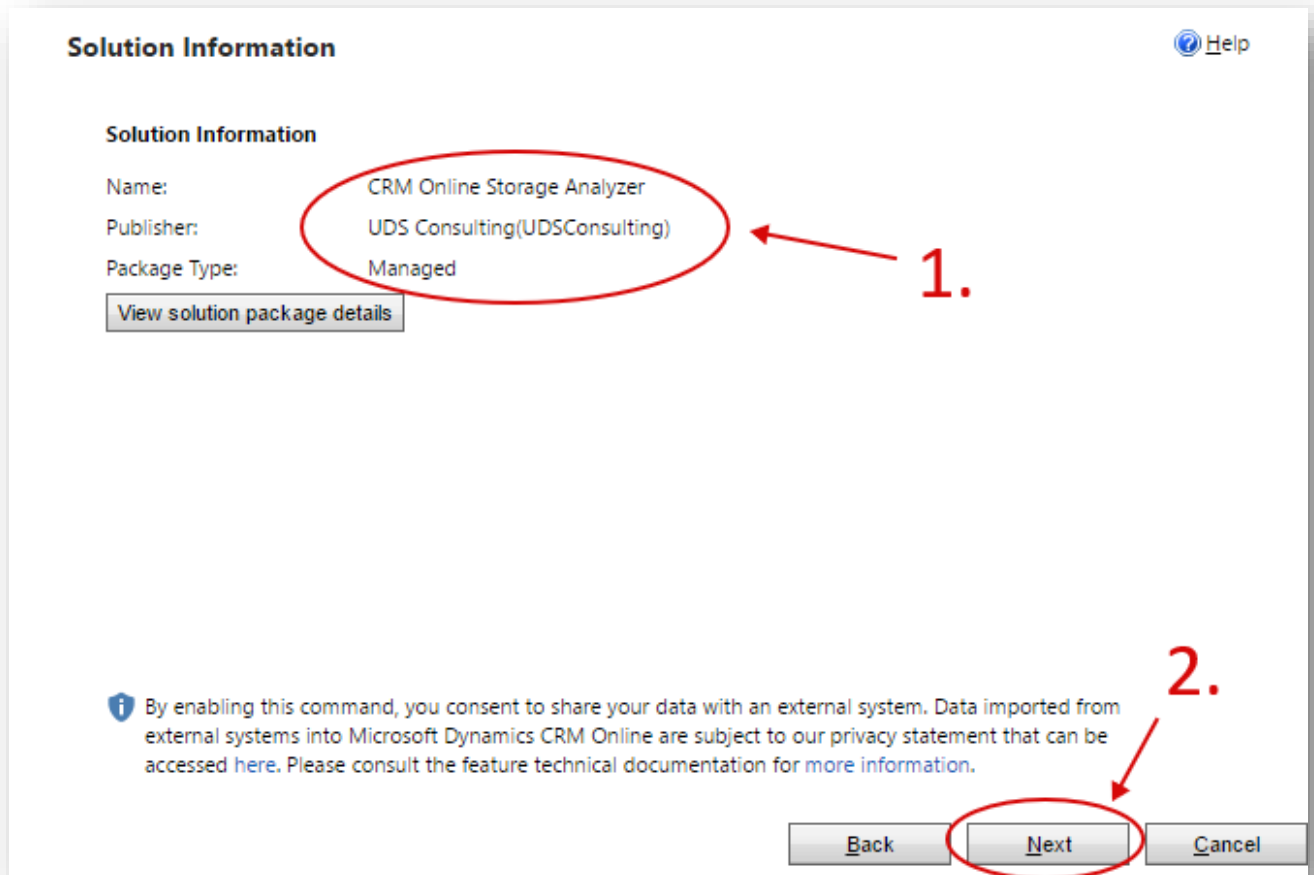 Solution Information
Help
Solution Information
Name: CRM Online Storage Analyzer
Publisher: UDS Consulting(UDSConsulting)
Package Type: Managed
1.
View solution package details
2.
By enabling this command, you consent to share your data with an external system. Data imported from
external systems into Microsoft Dynamics CRM Online are subject to our privacy statement that can be
accessed here. Please consult the feature technical documentation for more information.
Back Next Cancel